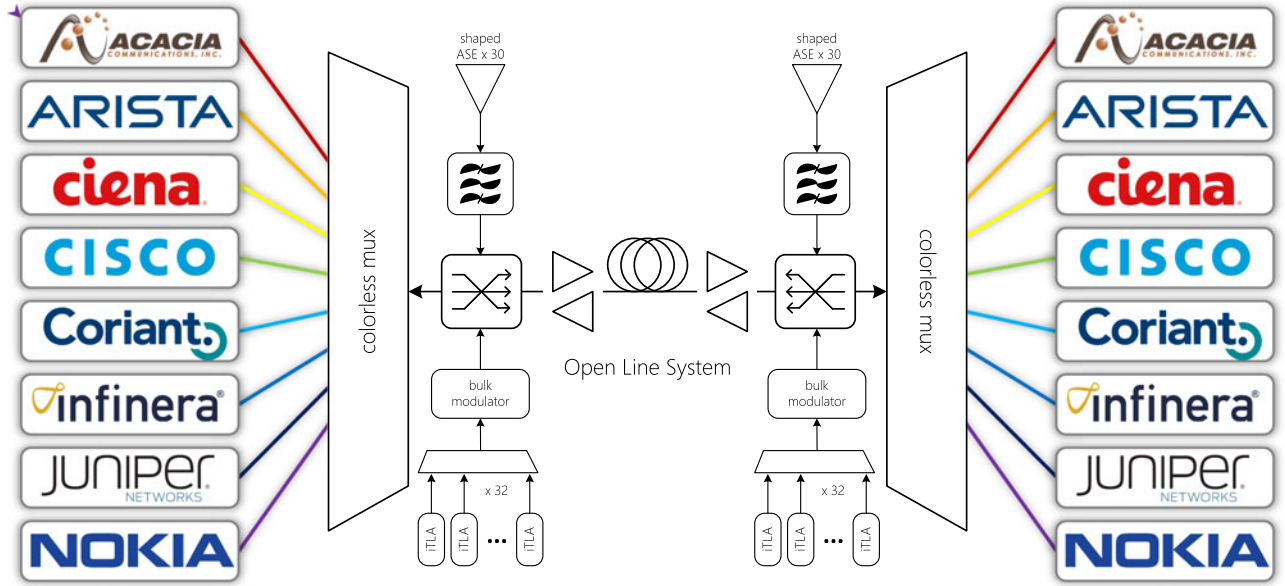 ACACIA
COMMUNICATIONS, INC.
ARISTA
ciena.
CISCO
Coriant.
infinera®
JUNIPER.
NETWORKS
NOKIA
colorless mux
shaped
ASE x 30
bulk
modulator
x 32
iTLA
iTLA
...
iTLA
Open Line System
shaped
ASE x 30
bulk
modulator
x 32
iTLA
iTLA
...
iTLA
colorless mux
ACACIA
COMMUNICATIONS, INC.
ARISTA
ciena.
CISCO
Coriant.
infinera®
JUNIPER.
NETWORKS
NOKIA